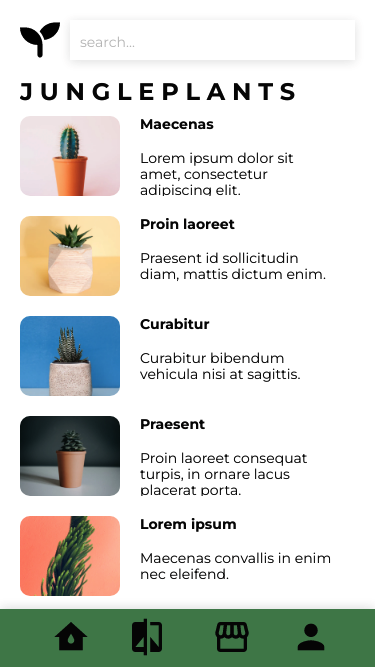 search...
JUNGLEPLANTS
Maecenas
Lorem ipsum dolor sit
amet, consectetur
adipiscing elit.
Proin laoreet
Praesent id sollicitudin
diam, mattis dictum enim.
Curabitur
Curabitur bibendum
vehicula nisi at sagittis.
Praesent
Proin laoreet consequat
turpis, in ornare lacus
placerat porta.
Lorem ipsum
Maecenas convallis in enim
nec eleifend.